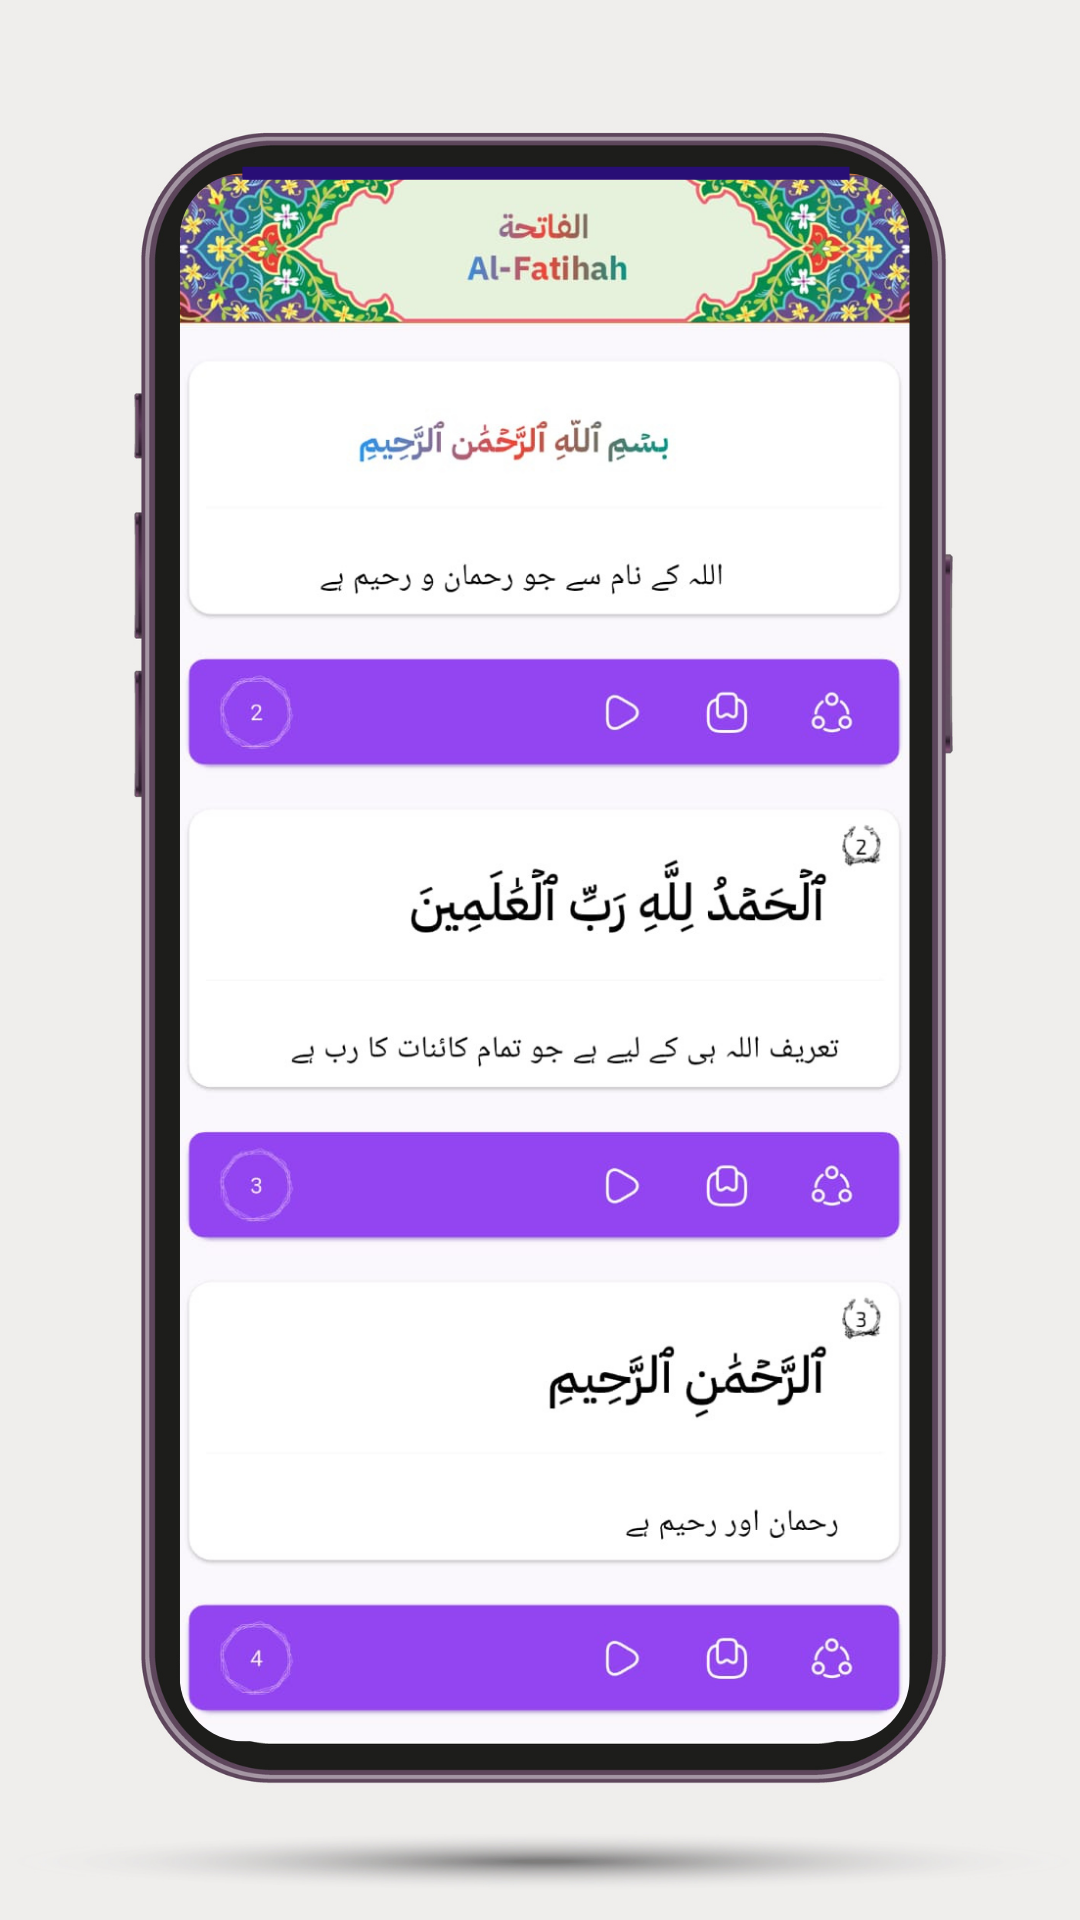 الفاتحة
Al-Fatihah
بِسۡمِ ٱللَّهِ ٱلرَّحۡمَٰنِ ٱلرَّحِيمِ
اللہ کے نام سے جو رحمان و رحیم ہے
2
2
ٱلۡحَمۡدُ لِلَّهِ رَبِّ ٱلۡعَٰلَمِينَ
تعریف اللہ ہی کے لیے ہے جو تمام کائنات کا رب ہے
3
3
ٱلرَّحۡمَٰنِ ٱلرَّحِيمِ
رحمان اور رحیم ہے
4